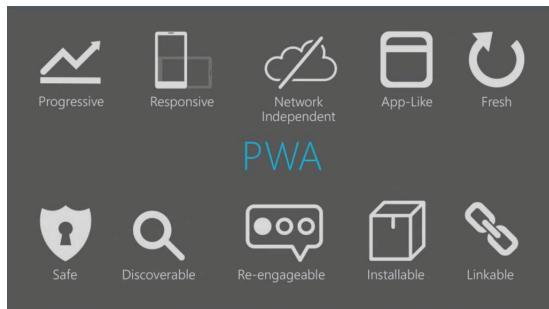 Progressive
Responsive
Network
Independent
App-Like
Fresh
PWA
Safe
Discoverable
Re-engageable
Installable
Linkable